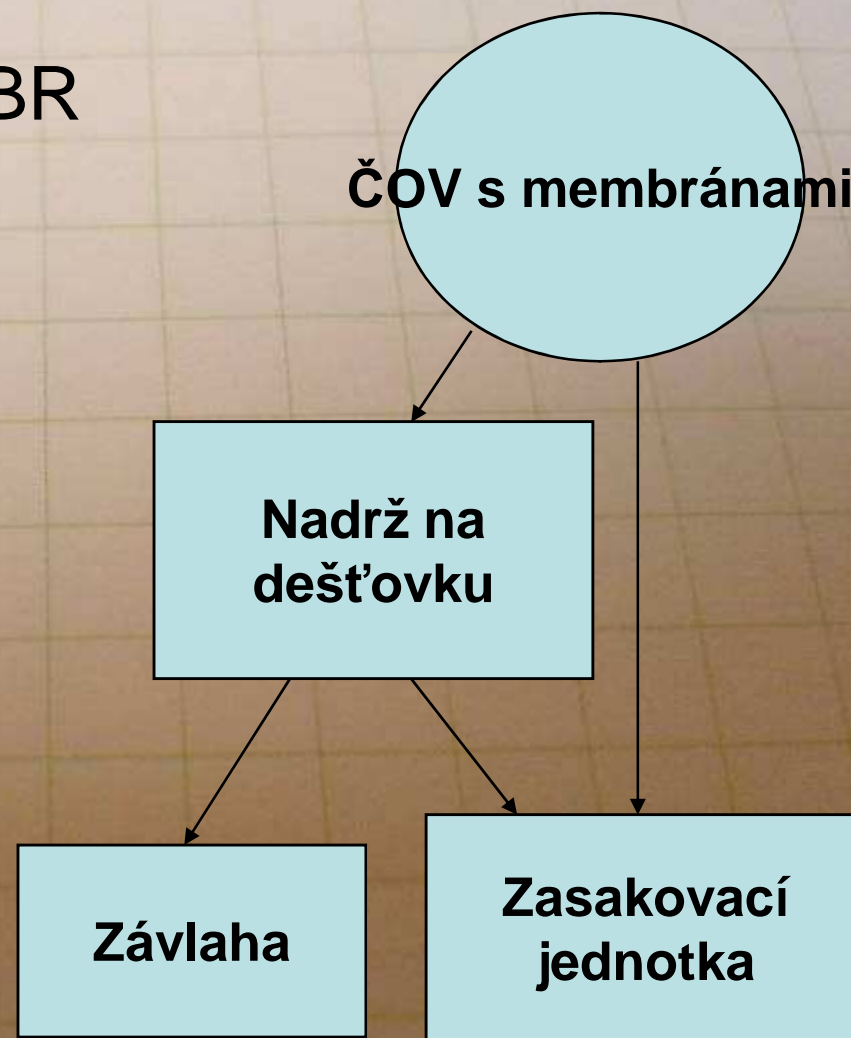 BR
ČOV s membránami
Nadrž na
dešťovku
Závlaha
Zasakovací
jednotka